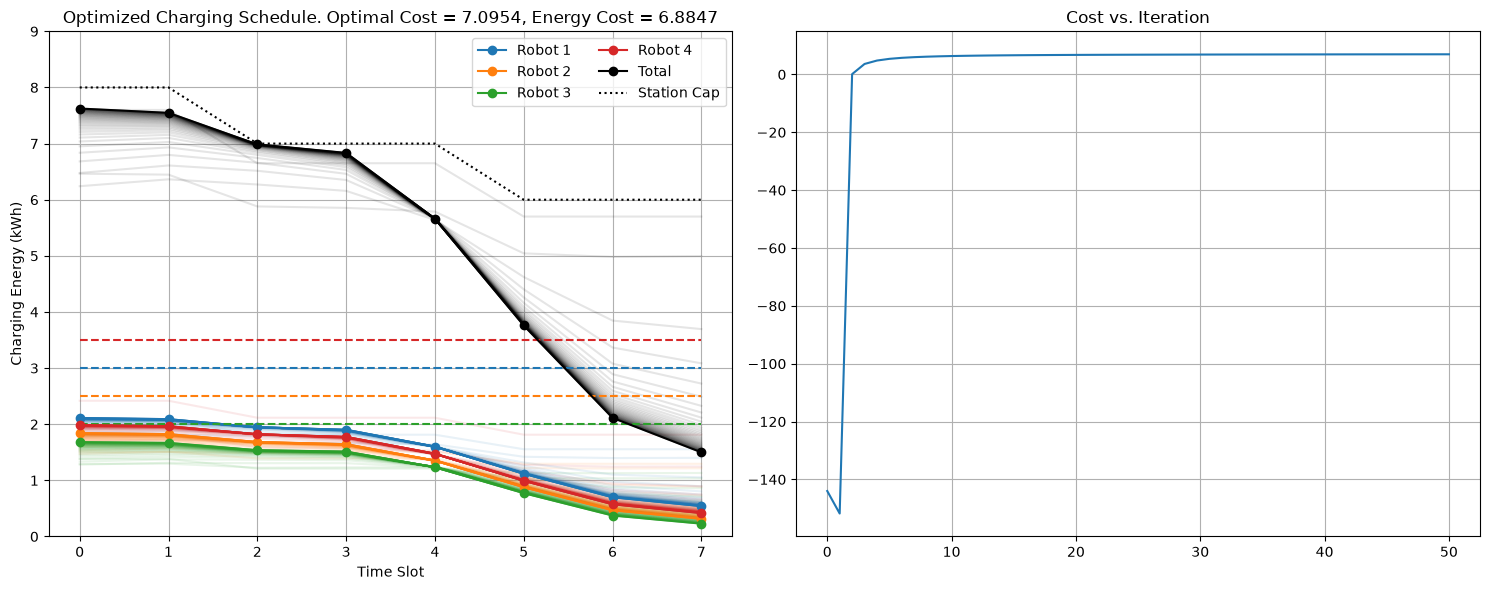 Optimized Charging Schedule. Optimal Cost = 7.0954, Energy Cost = 6.8847
9
8
7
6
5
4
3
2
1
0
Charging Energy (kWh)
Robot 1
Robot 2
Robot 3
Robot 4
Total
Station Cap
0 1 2 3 4 5 6 7
Time Slot
Cost vs. Iteration
0
−20
−40
−60
−80
−100
−120
−140
0 10 20 30 40 50